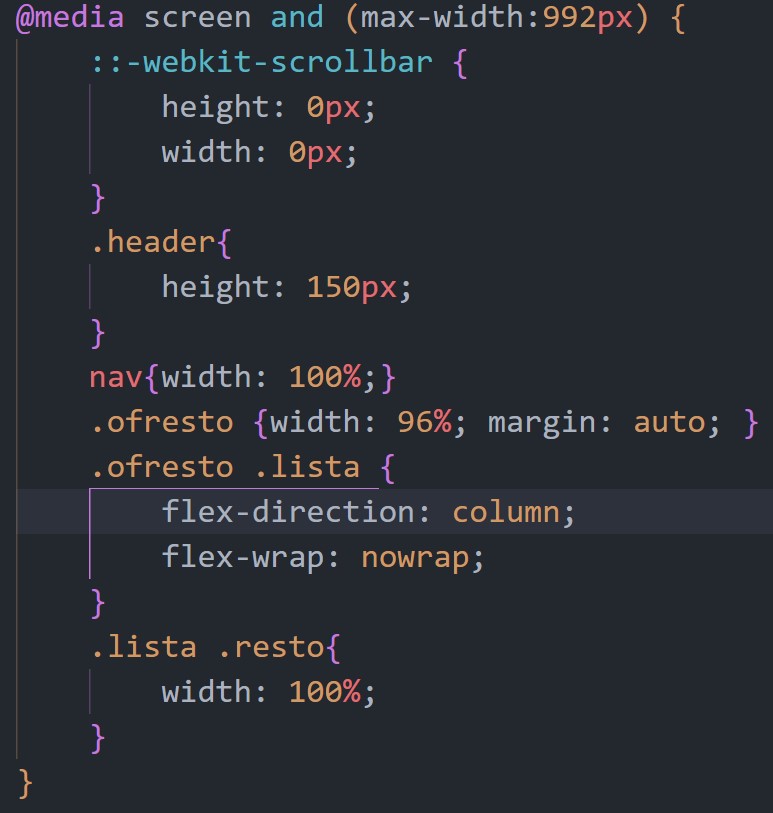 @media screen and (max-width:992px) {
    ::-webkit-scrollbar {
        height: 0px;
        width: 0px;
    }
    .header{
        height: 150px;
    }
    nav{width: 100%;}
    .ofresto {width: 96%; margin: auto; }
    .ofresto .lista {
        flex-direction: column;
        flex-wrap: nowrap;
    }
    .lista .resto{
        width: 100%;
    }
}